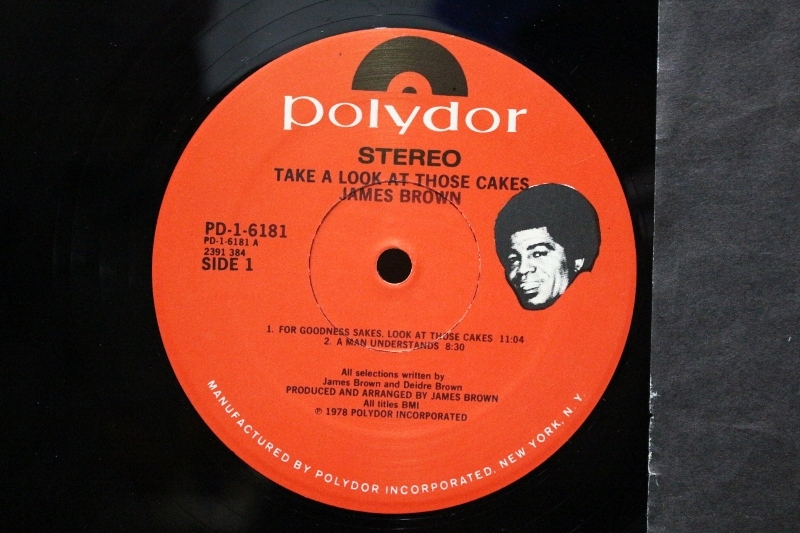 polydor
STEREO
TAKE A LOOK AT THOSE CAKES
JAMES BROWN
PD-1-6181
PD-1-6181 A
2391 384
SIDE 1
1. FOR GOODNESS SAKES, LOOK AT THOSE CAKES 11:04
2. A MAN UNDERSTANDS 8:30
All selections written by
James Brown and Deidre Brown
PRODUCED AND ARRANGED BY JAMES BROWN
All titles BMI
℗ 1978 POLYDOR INCORPORATED
MANUFACTURED BY POLYDOR INCORPORATED, NEW YORK, N.Y.